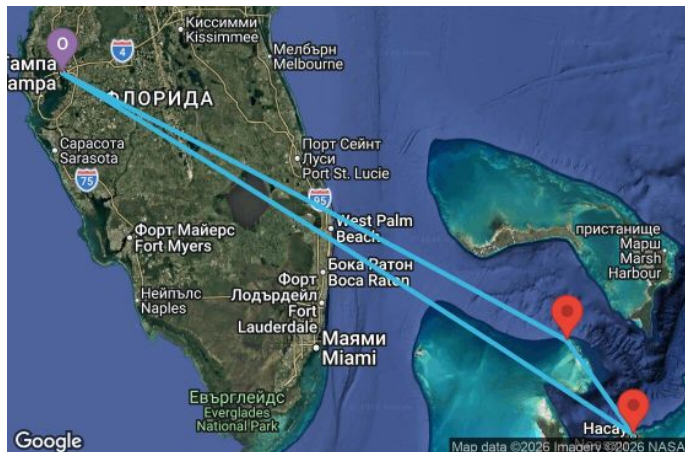 Киссимми
Kissimmee
O
4
Мелбърн
Melbourne
Тампа
ampa
ФЛОРИДА
Сарасота
Sarasota
Порт Сейнт
Луси
Port St. Lucie
75
95
West Palm
Beach
пристанище
Марш
Marsh
Harbour
Форт Майерс
Fort Myers
Бока Ратон
Boca Raton
Нейпълс
Naples
Форт
Лодърдейл
Fort
Lauderdale
Маями
Miami
Евърглейдс
Everglades
National Park
Насау
Google
Map data ©2026 Imagery ©2026 NASA